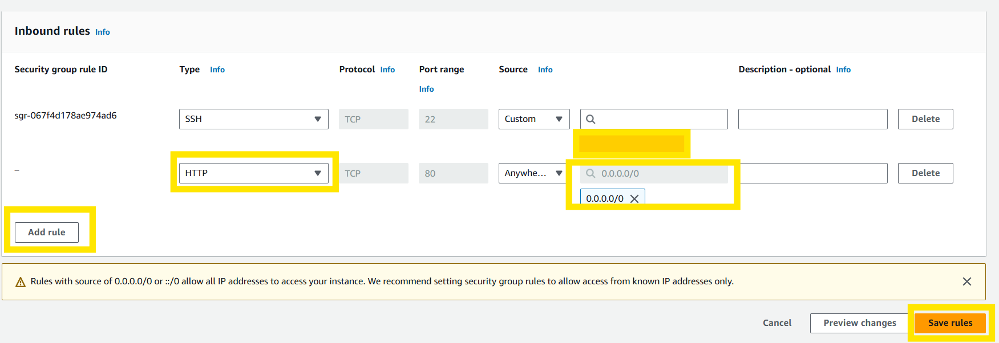 Inbound rules Info
Security group rule ID Type Info Protocol Info Port range Info Source Info Description - optional Info
sgr-067f4d178ae974ad6 SSH TCP 22 Custom Delete
– HTTP TCP 80 Anywhe... 0.0.0.0/0 Delete
0.0.0.0/0
Add rule
Rules with source of 0.0.0.0/0 or ::/0 allow all IP addresses to access your instance. We recommend setting security group rules to allow access from known IP addresses only.
Cancel Preview changes Save rules